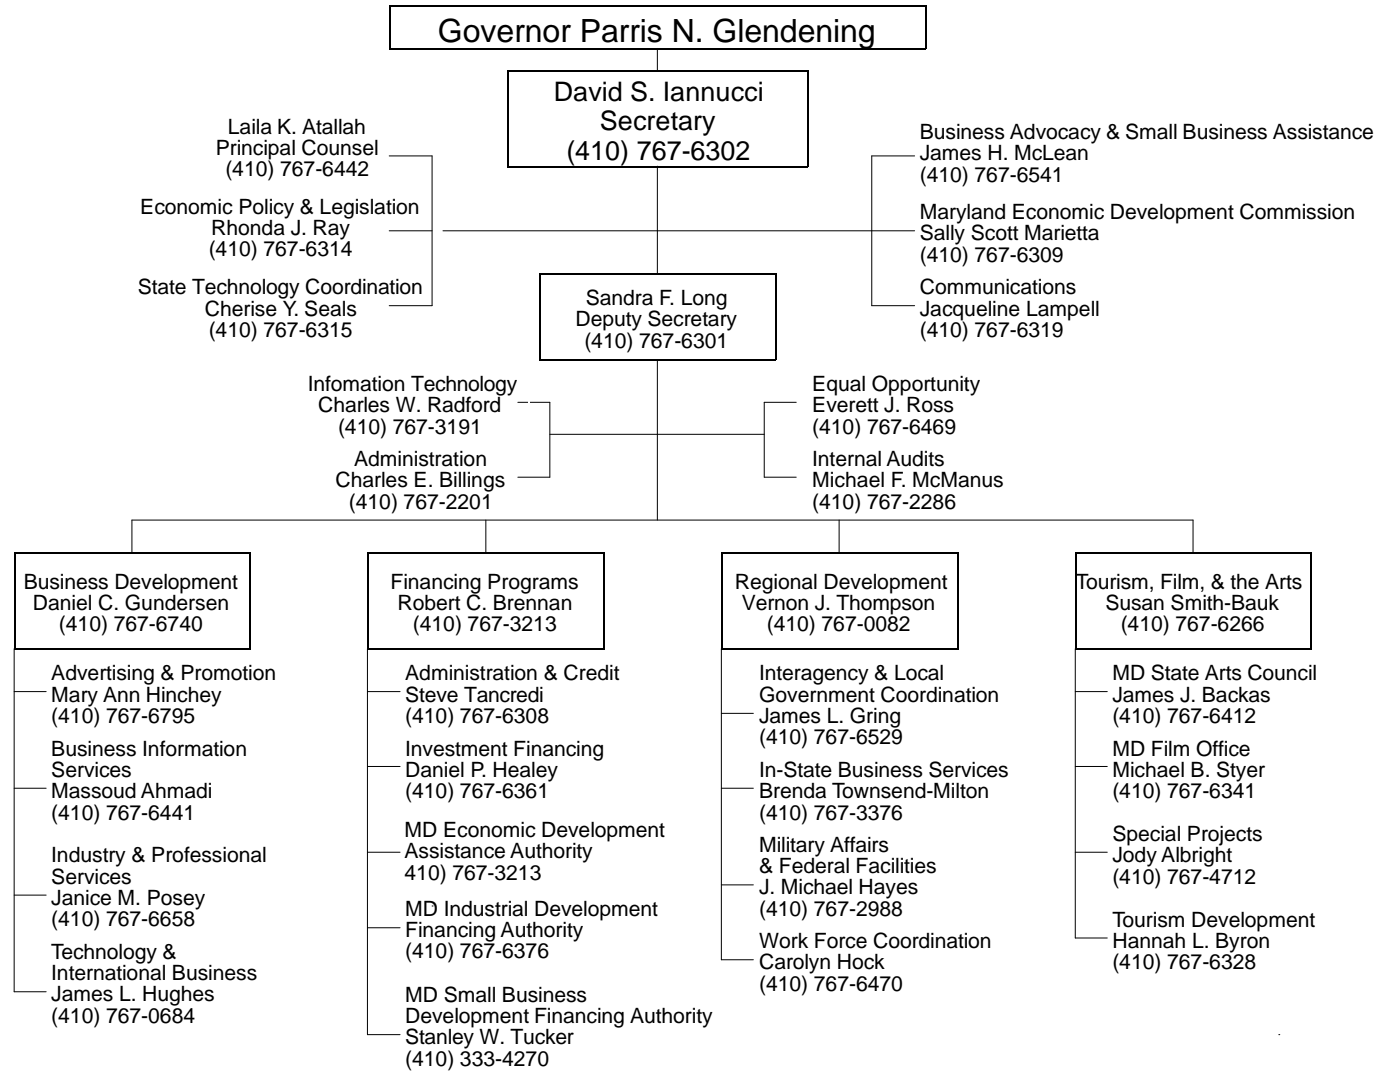 Governor Parris N. Glendening
David S. Iannucci
Secretary
(410) 767-6302
Laila K. Atallah
Principal Counsel
(410) 767-6442
Economic Policy & Legislation
Rhonda J. Ray
(410) 767-6314
State Technology Coordination
Cherise Y. Seals
(410) 767-6315
Business Advocacy & Small Business Assistance
James H. McLean
(410) 767-6541
Maryland Economic Development Commission
Sally Scott Marietta
(410) 767-6309
Communications
Jacqueline Lampell
(410) 767-6319
Sandra F. Long
Deputy Secretary
(410) 767-6301
Infomation Technology
Charles W. Radford
(410) 767-3191
Administration
Charles E. Billings
(410) 767-2201
Equal Opportunity
Everett J. Ross
(410) 767-6469
Internal Audits
Michael F. McManus
(410) 767-2286
Business Development
Daniel C. Gundersen
(410) 767-6740
Advertising & Promotion
Mary Ann Hinchey
(410) 767-6795
Business Information
Services
Massoud Ahmadi
(410) 767-6441
Industry & Professional
Services
Janice M. Posey
(410) 767-6658
Technology &
International Business
James L. Hughes
(410) 767-0684
Financing Programs
Robert C. Brennan
(410) 767-3213
Administration & Credit
Steve Tancredi
(410) 767-6308
Investment Financing
Daniel P. Healey
(410) 767-6361
MD Economic Development
Assistance Authority
410) 767-3213
MD Industrial Development
Financing Authority
(410) 767-6376
MD Small Business
Development Financing Authority
Stanley W. Tucker
(410) 333-4270
Regional Development
Vernon J. Thompson
(410) 767-0082
Interagency & Local
Government Coordination
James L. Gring
(410) 767-6529
In-State Business Services
Brenda Townsend-Milton
(410) 767-3376
Military Affairs
& Federal Facilities
J. Michael Hayes
(410) 767-2988
Work Force Coordination
Carolyn Hock
(410) 767-6470
Tourism, Film, & the Arts
Susan Smith-Bauk
(410) 767-6266
MD State Arts Council
James J. Backas
(410) 767-6412
MD Film Office
Michael B. Styer
(410) 767-6341
Special Projects
Jody Albright
(410) 767-4712
Tourism Development
Hannah L. Byron
(410) 767-6328